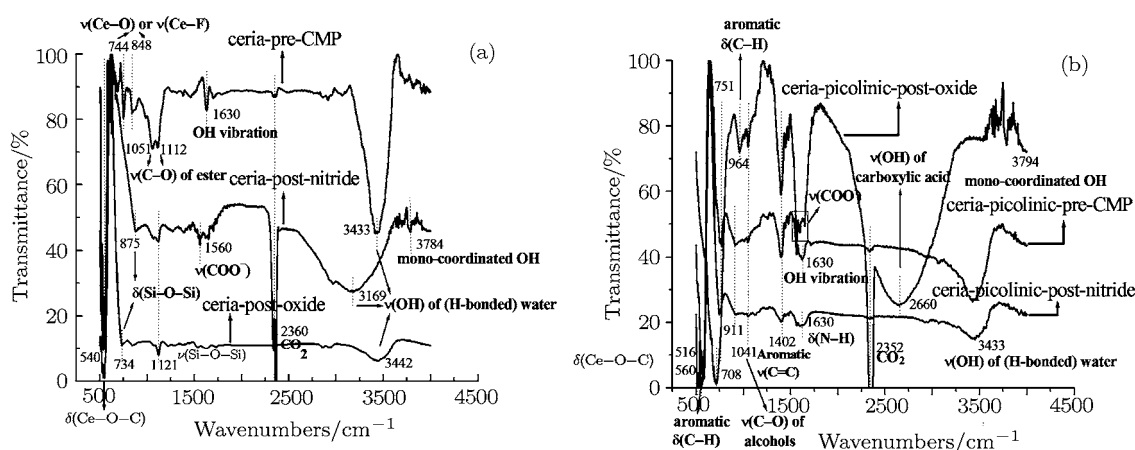 (a)
ν(Ce–O) or ν(Ce–F)
744 848
ceria-pre-CMP
1630
OH vibration
1051 1112
ν(C–O) of ester
ceria-post-nitride
3433
3784
mono-coordinated OH
875
1560
ν(COO⁻)
δ(Si–O–Si)
3169
ν(OH) of (H-bonded) water
ceria-post-oxide
ν(Si–O–Si)
2360
CO2
540
734
1121
3442
δ(Ce–O–C)
100
80
60
40
20
0
Transmittance/%
500 1500 2500 3500 4500
Wavenumbers/cm⁻¹
(b)
aromatic
δ(C–H)
751
ceria-picolinic-post-oxide
964
ν(OH) of
carboxylic acid
3794
mono-coordinated OH
ν(COO⁻)
ceria-picolinic-pre-CMP
1630
OH vibration
2660
ceria-picolinic-post-nitride
911
1630
δ(N–H)
1041
1402
Aromatic
ν(C=C)
2352
CO2
3433
ν(OH) of (H-bonded) water
δ(Ce–O–C)
516
560
708
100
80
60
40
20
0
Transmittance/%
500 1500 2500 3500 4500
aromatic
δ(C–H)
ν(C–O) of
alcohols
Wavenumbers/cm⁻¹